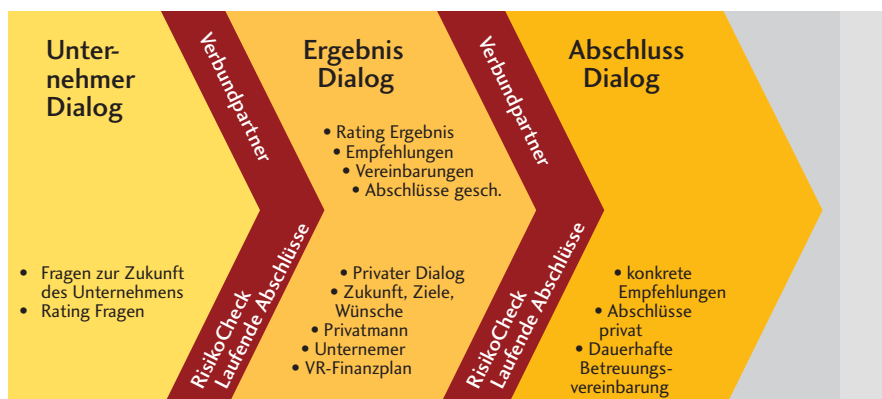 Unter-
nehmer
Dialog
• Fragen zur Zukunft
des Unternehmens
• Rating Fragen
Verbundpartner
RisikoCheck
Laufende Abschlüsse
Ergebnis
Dialog
• Rating Ergebnis
• Empfehlungen
• Vereinbarungen
• Abschlüsse gesch.
• Privater Dialog
• Zukunft, Ziele,
Wünsche
• Privatmann
• Unternemer
• VR-Finanzplan
Verbundpartner
RisikoCheck
Laufende Abschlüsse
Abschluss
Dialog
• konkrete
Empfehlungen
• Abschlüsse
privat
• Dauerhafte
Betreuungs-
vereinbarung